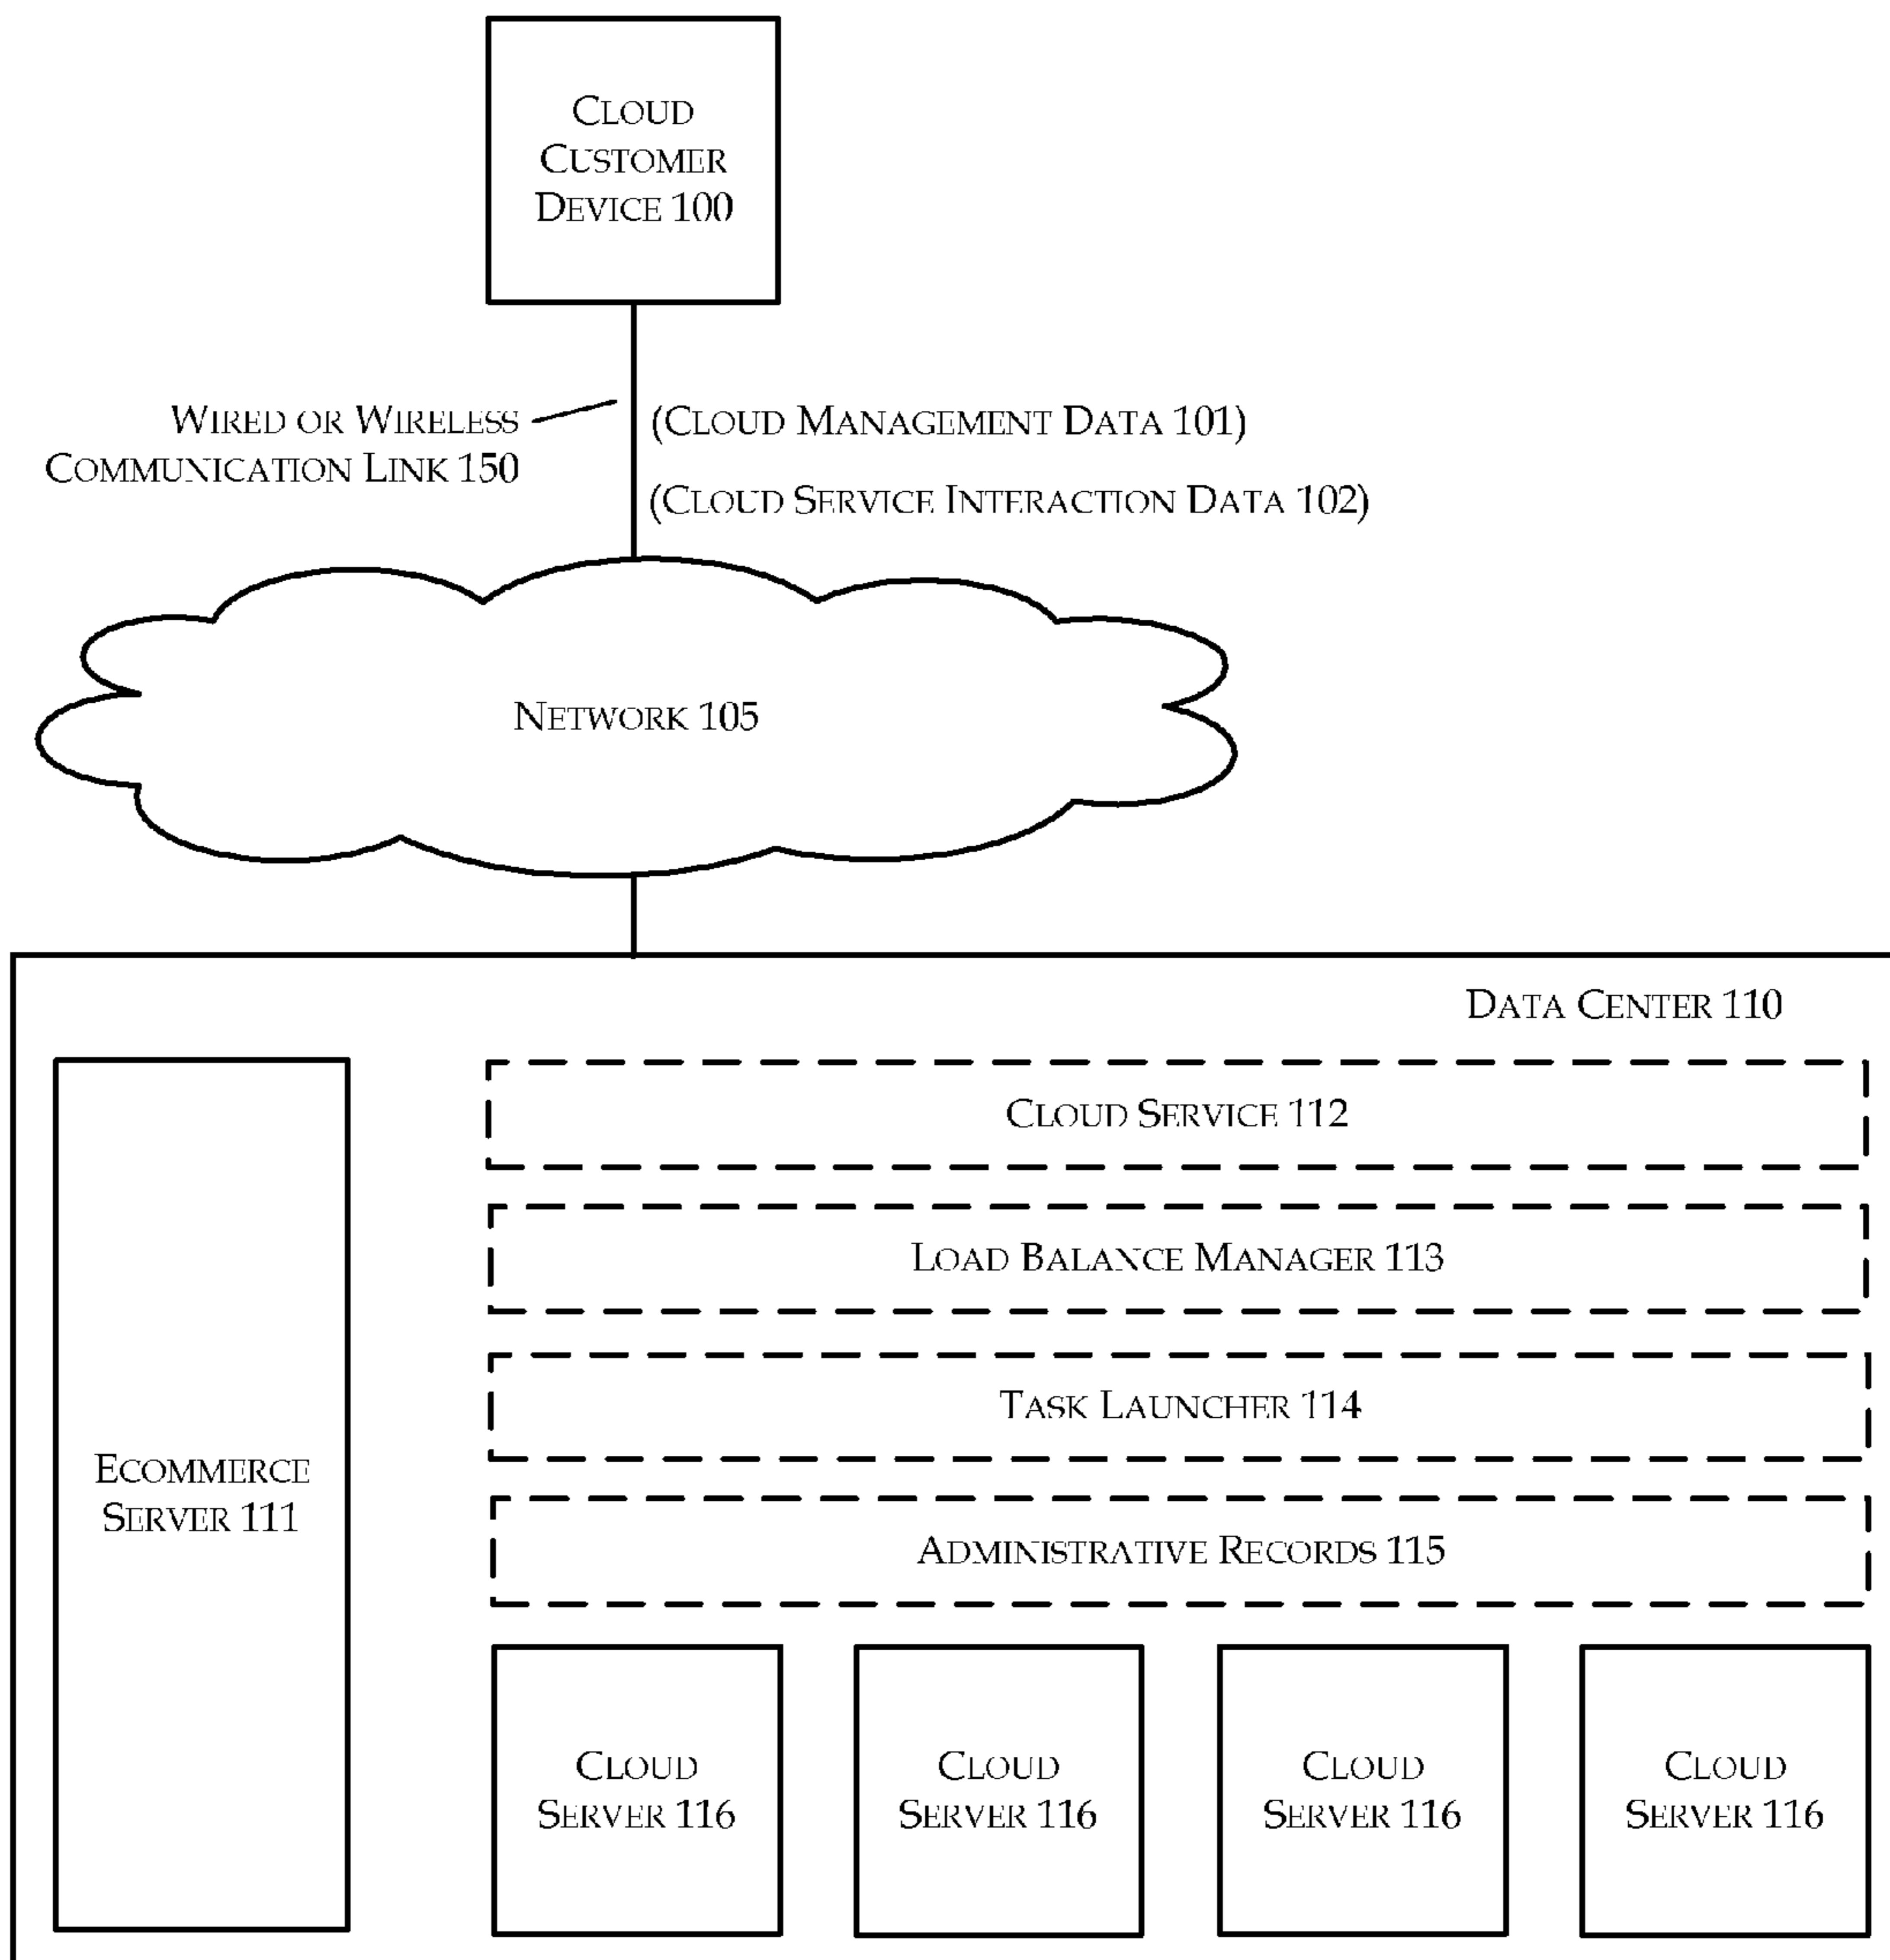 CLOUD
CUSTOMER
DEVICE 100
WIRED OR WIRELESS
COMMUNICATION LINK 150
(CLOUD MANAGEMENT DATA 101)
(CLOUD SERVICE INTERACTION DATA 102)
NETWORK 105
DATA CENTER 110
ECOMMERCE
SERVER 111
CLOUD SERVICE 112
LOAD BALANCE MANAGER 113
TASK LAUNCHER 114
ADMINISTRATIVE RECORDS 115
CLOUD
SERVER 116
CLOUD
SERVER 116
CLOUD
SERVER 116
CLOUD
SERVER 116